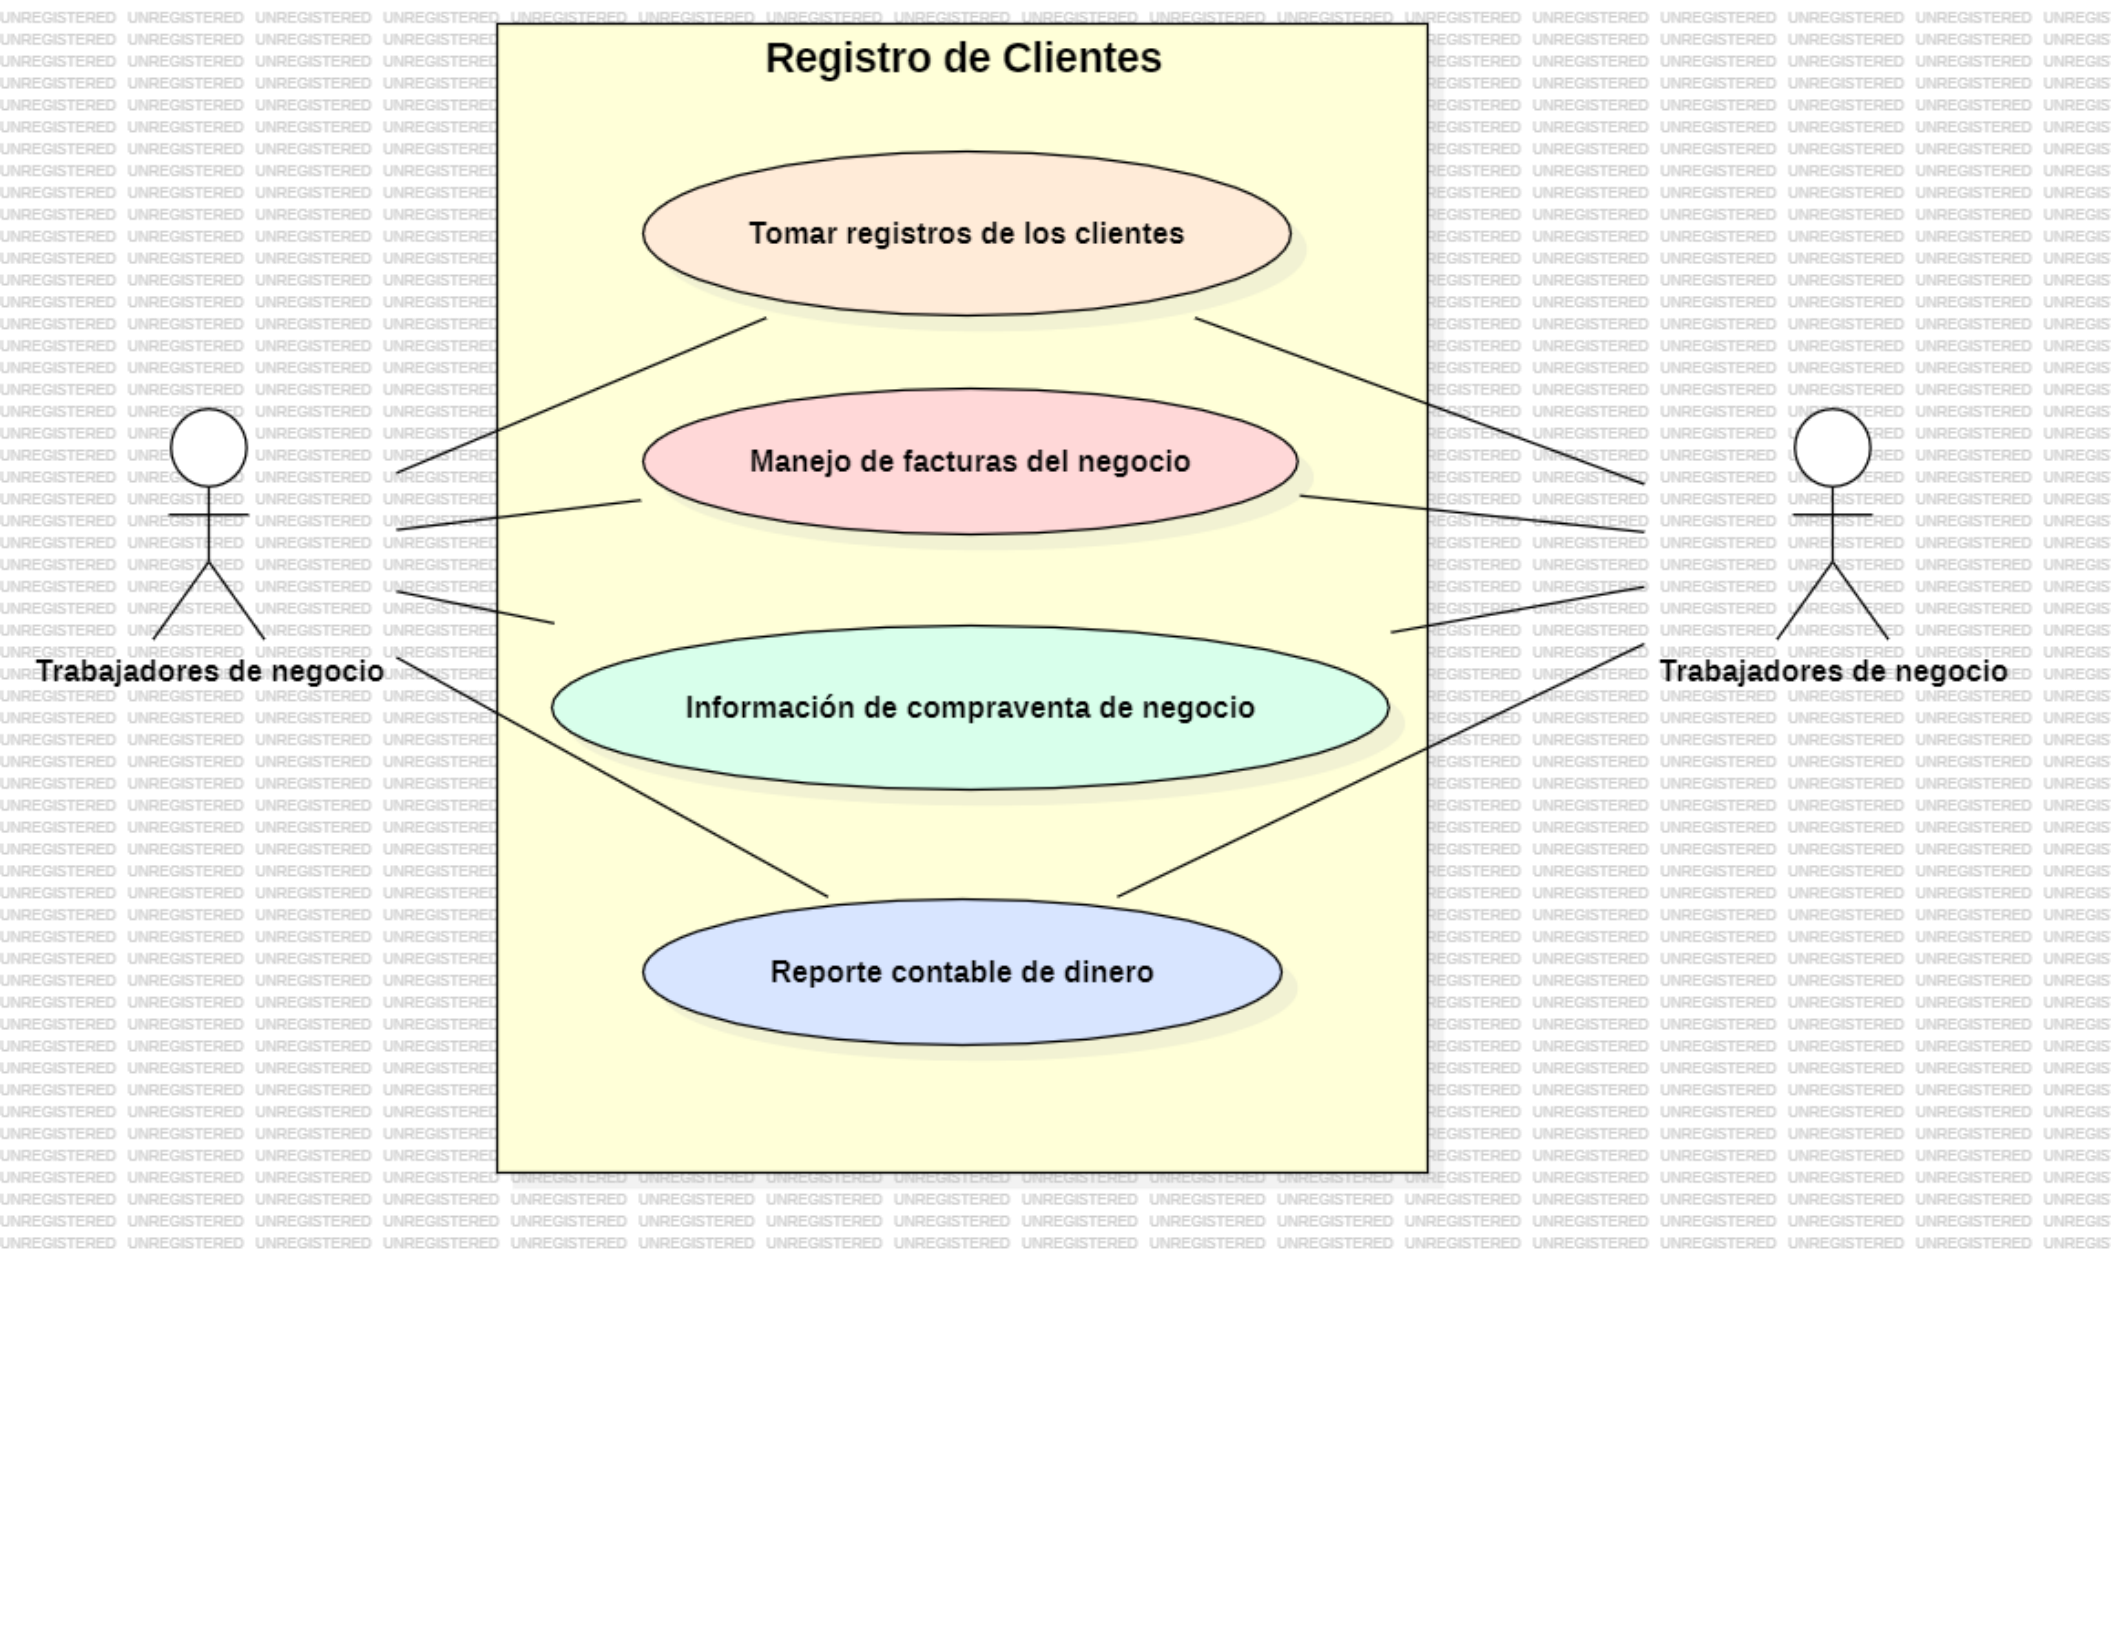 Registro de Clientes
Tomar registros de los clientes
Manejo de facturas del negocio
Trabajadores de negocio
Trabajadores de negocio
Información de compraventa de negocio
Reporte contable de dinero
UNREGISTERED